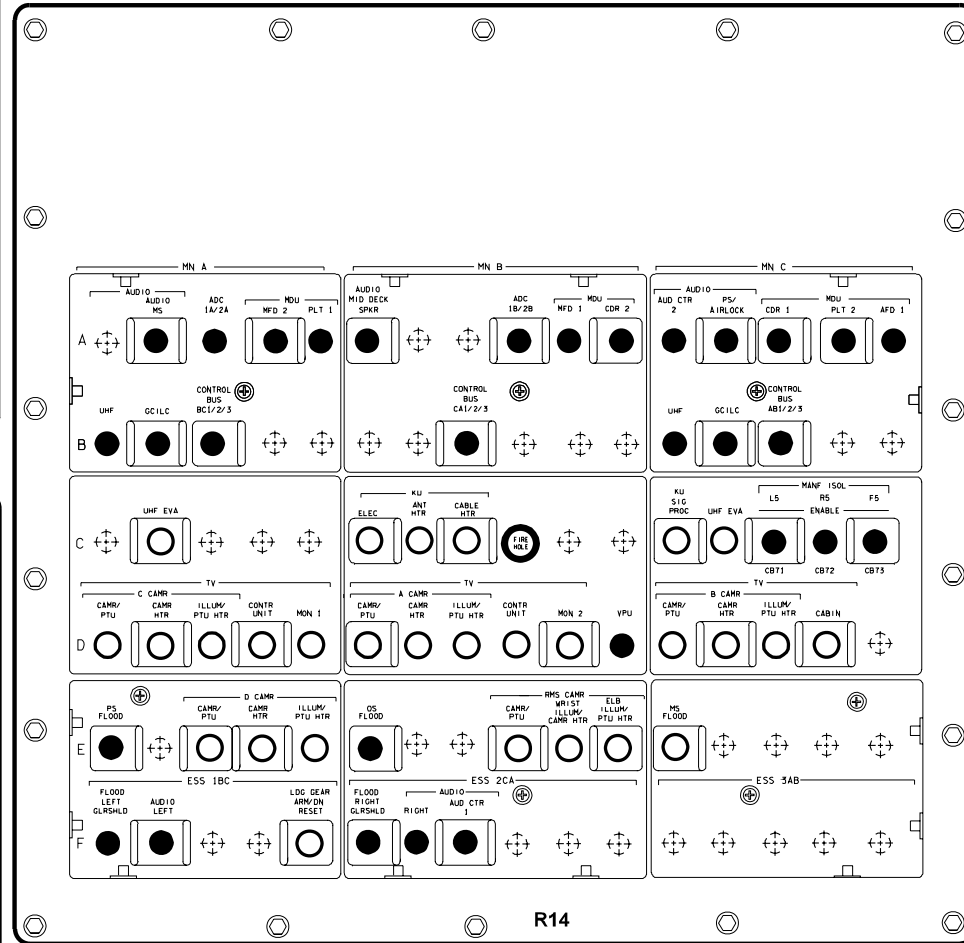 MN A
MN B
MN C
AUDIO
AUDIO
MS
ADC
1A/2A
MDU
MFD 2
PLT 1
AUDIO
MID DECK
SPKR
ADC
1B/2B
MDU
MFD 1
CDR 2
AUDIO
AUD CTR
2
PS/
AIRLOCK
MDU
CDR 1
PLT 2
AFD 1
A
UHF
GCILC
CONTROL
BUS
BC1/2/3
CONTROL
BUS
CA1/2/3
UHF
GCILC
CONTROL
BUS
AB1/2/3
B
UHF EVA
KU
ELEC
ANT
HTR
CABLE
HTR
FIRE
HOLE
KU
SIG
PROC
UHF EVA
MANF ISOL
L5
R5
F5
ENABLE
CB71
CB72
CB73
C
TV
C CAMR
CAMR/
PTU
CAMR
HTR
ILLUM/
PTU HTR
CONTR
UNIT
MON 1
TV
A CAMR
CAMR/
PTU
CAMR
HTR
ILLUM/
PTU HTR
CONTR
UNIT
MON 2
VPU
TV
B CAMR
CAMR/
PTU
CAMR
HTR
ILLUM/
PTU HTR
CABIN
D
PS
FLOOD
D CAMR
CAMR/
PTU
CAMR
HTR
ILLUM/
PTU HTR
OS
FLOOD
RMS CAMR
CAMR/
PTU
WRIST
ILLUM/
CAMR HTR
ELB
ILLUM/
PTU HTR
MS
FLOOD
E
ESS 1BC
FLOOD
LEFT
GLRSHLD
AUDIO
LEFT
LDG GEAR
ARM/DN
RESET
ESS 2CA
FLOOD
RIGHT
GLRSHLD
AUDIO
RIGHT
AUD CTR
1
ESS 3AB
F
R14